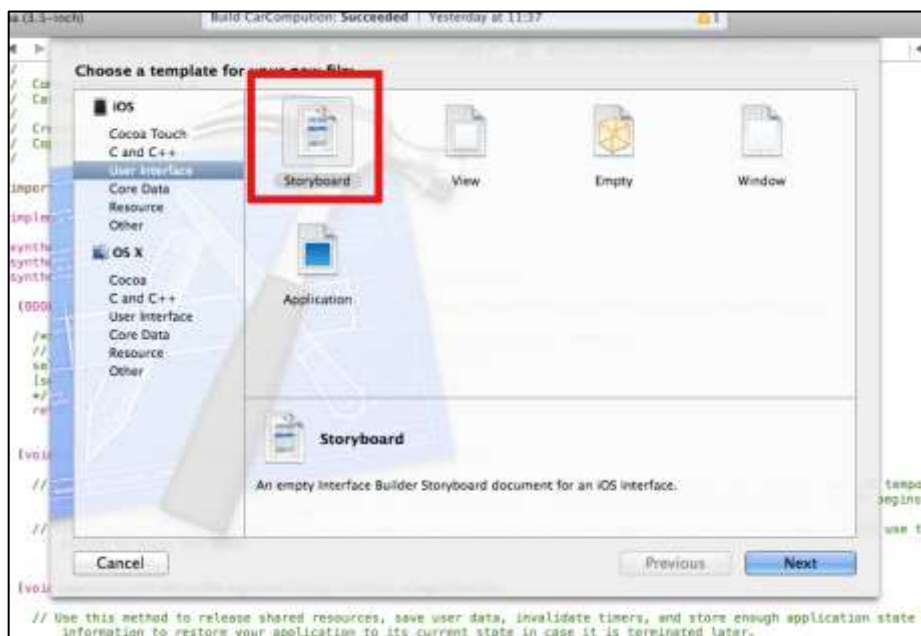 (3.5-inch)
Build CarCompution: Succeeded | Yesterday at 11:37
1
Choose a template for your new file:
iOS
Cocoa Touch
C and C++
User Interface
Core Data
Resource
Other
OS X
Cocoa
C and C++
User Interface
Core Data
Resource
Other
Storyboard
View
Empty
Window
Application
Storyboard
An empty Interface Builder Storyboard document for an iOS interface.
Cancel
Previous
Next
// Use this method to release shared resources, save user data, invalidate timers, and store enough application state
information to restore your application to its current state in case it is terminated later.